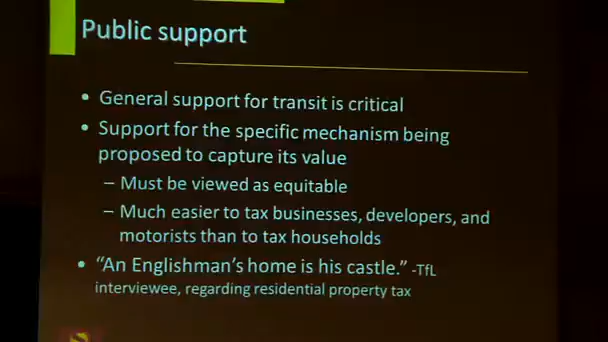 Public support
• General support for transit is critical
• Support for the specific mechanism being
proposed to capture its value
– Must be viewed as equitable
– Much easier to tax businesses, developers, and
motorists than to tax households
• “An Englishman’s home is his castle.” -TfL
interviewee, regarding residential property tax